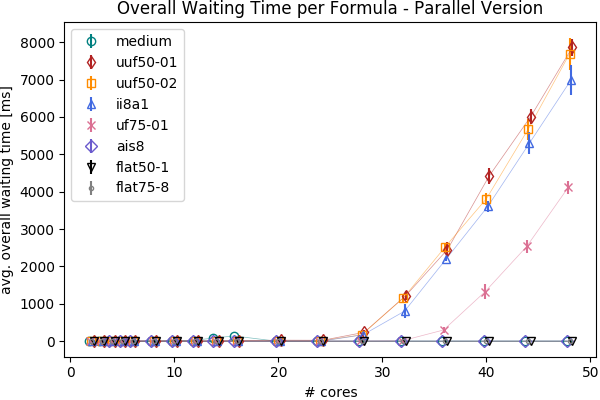 Overall Waiting Time per Formula - Parallel Version
avg. overall waiting time [ms]
8000
7000
6000
5000
4000
3000
2000
1000
0
medium
uuf50-01
uuf50-02
ii8a1
uf75-01
ais8
flat50-1
flat75-8
0 10 20 30 40 50
# cores